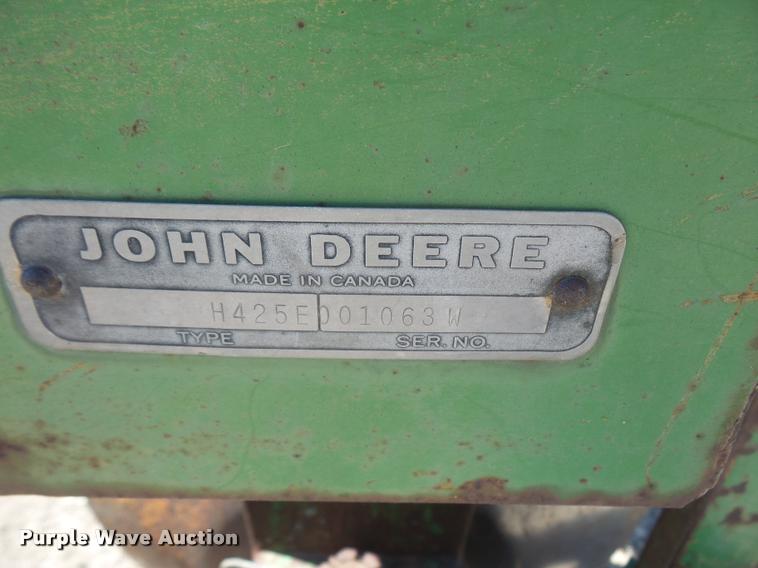 JOHN DEERE
MADE IN CANADA
H425E 001063 W
TYPE SER. NO.
Purple Wave Auction